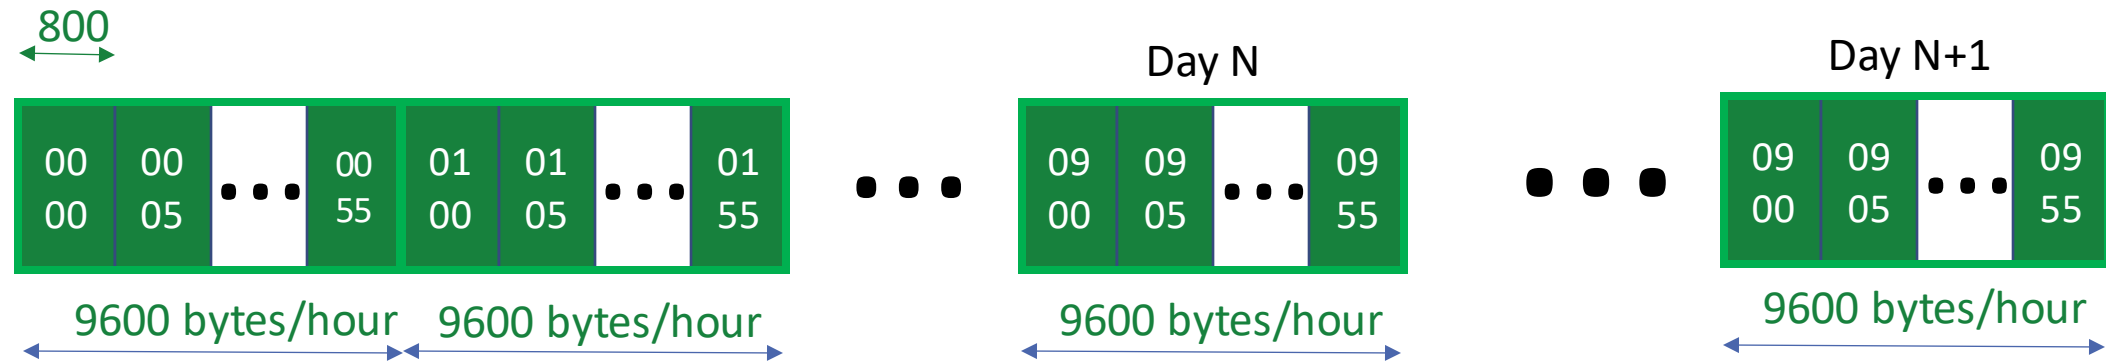 800
Day N
Day N+1
00 00 00 01 01 01 09 09 09 09 09 09
00 05 ... 55 00 05 ... 55 ... 00 05 ... 55 ... 00 05 ... 55
9600 bytes/hour 9600 bytes/hour 9600 bytes/hour 9600 bytes/hour